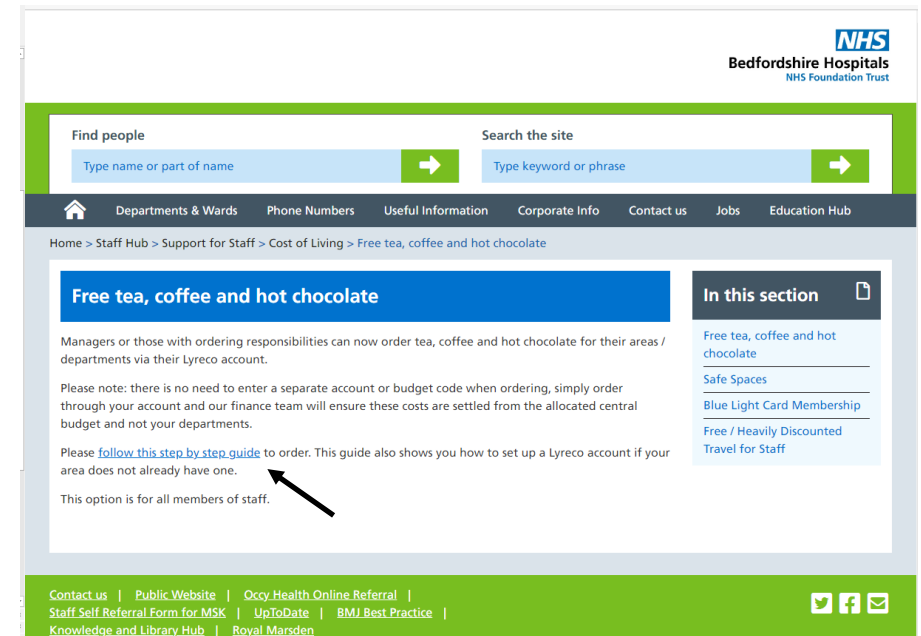 NHS
Bedfordshire Hospitals
NHS Foundation Trust
Find people
Search the site
Type name or part of name
Type keyword or phrase
Departments & Wards Phone Numbers Useful Information Corporate Info Contact us Jobs Education Hub
Home > Staff Hub > Support for Staff > Cost of Living > Free tea, coffee and hot chocolate
Free tea, coffee and hot chocolate
Managers or those with ordering responsibilities can now order tea, coffee and hot chocolate for their areas /
departments via their Lyreco account.
Please note: there is no need to enter a separate account or budget code when ordering, simply order
through your account and our finance team will ensure these costs are settled from the allocated central
budget and not your departments.
Please follow this step by step guide to order. This guide also shows you how to set up a Lyreco account if your
area does not already have one.
This option is for all members of staff.
In this section
Free tea, coffee and hot
chocolate
Safe Spaces
Blue Light Card Membership
Free / Heavily Discounted
Travel for Staff
Contact us | Public Website | Occy Health Online Referral |
Staff Self Referral Form for MSK | UpToDate | BMJ Best Practice |
Knowledge and Library Hub | Royal Marsden